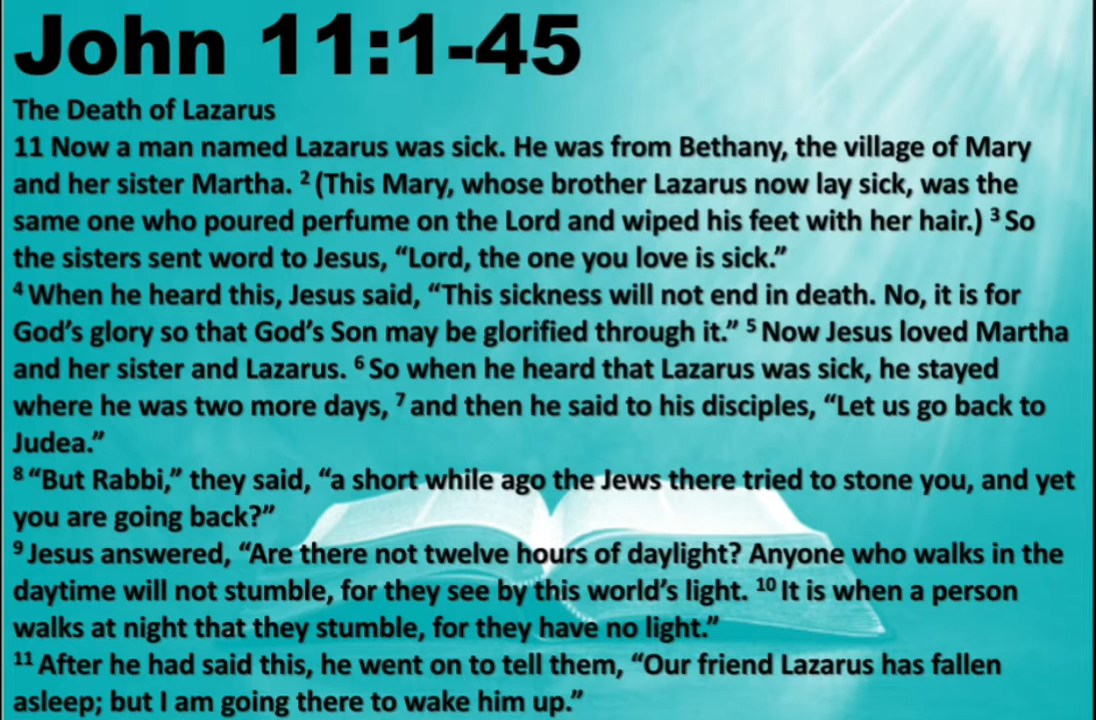 John 11:1-45
The Death of Lazarus
11 Now a man named Lazarus was sick. He was from Bethany, the village of Mary
and her sister Martha. ² (This Mary, whose brother Lazarus now lay sick, was the
same one who poured perfume on the Lord and wiped his feet with her hair.) ³ So
the sisters sent word to Jesus, “Lord, the one you love is sick.”
⁴ When he heard this, Jesus said, “This sickness will not end in death. No, it is for
God’s glory so that God’s Son may be glorified through it.” ⁵ Now Jesus loved Martha
and her sister and Lazarus. ⁶ So when he heard that Lazarus was sick, he stayed
where he was two more days, ⁷ and then he said to his disciples, “Let us go back to
Judea.”
⁸ “But Rabbi,” they said, “a short while ago the Jews there tried to stone you, and yet
you are going back?”
⁹ Jesus answered, “Are there not twelve hours of daylight? Anyone who walks in the
daytime will not stumble, for they see by this world’s light. ¹⁰ It is when a person
walks at night that they stumble, for they have no light.”
¹¹ After he had said this, he went on to tell them, “Our friend Lazarus has fallen
asleep; but I am going there to wake him up.”